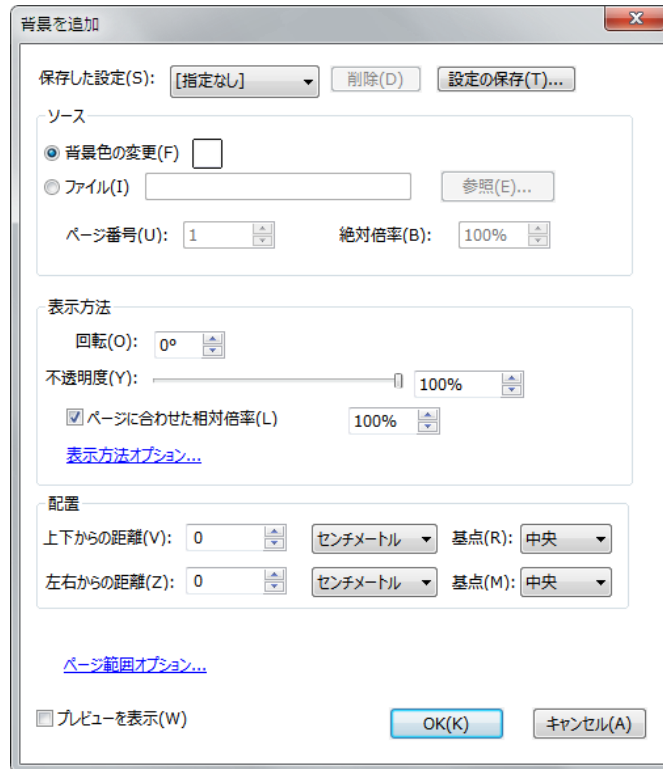 背景を追加
保存した設定(S): [指定なし] 削除(D) 設定の保存(T)...
ソース
背景色の変更(F)
ファイル(I) 参照(E)...
ページ番号(U): 1 絶対倍率(B): 100%
表示方法
回転(O): 0º
不透明度(Y): 100%
ページに合わせた相対倍率(L) 100%
表示方法オプション...
配置
上下からの距離(V): 0 センチメートル 基点(R): 中央
左右からの距離(Z): 0 センチメートル 基点(M): 中央
ページ範囲オプション...
プレビューを表示(W) OK(K) キャンセル(A)